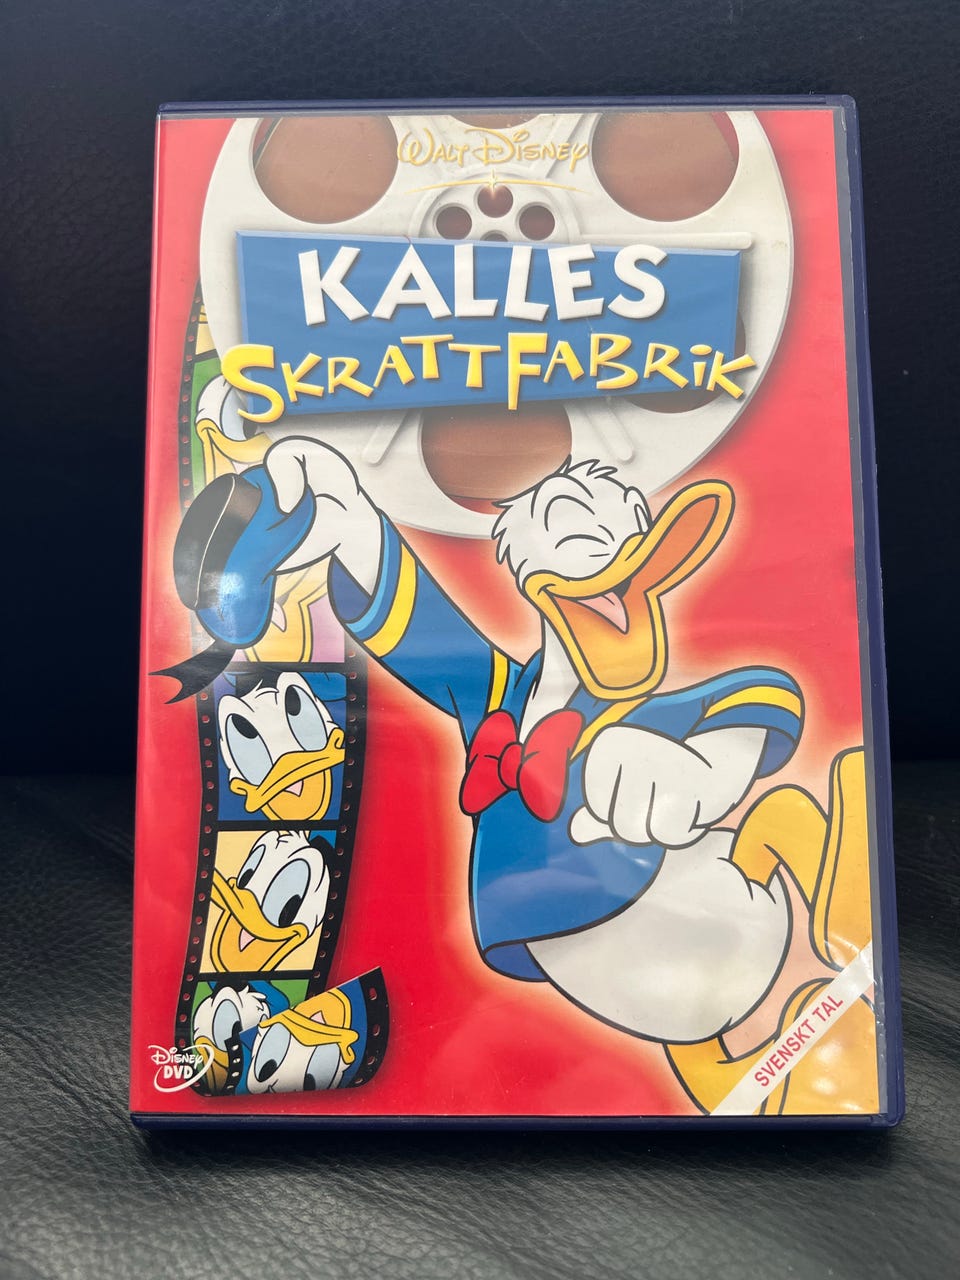 WALT DISNEY
KALLES
SKRATTFABRIK
DISNEY
DVD
SVENSKT TAL